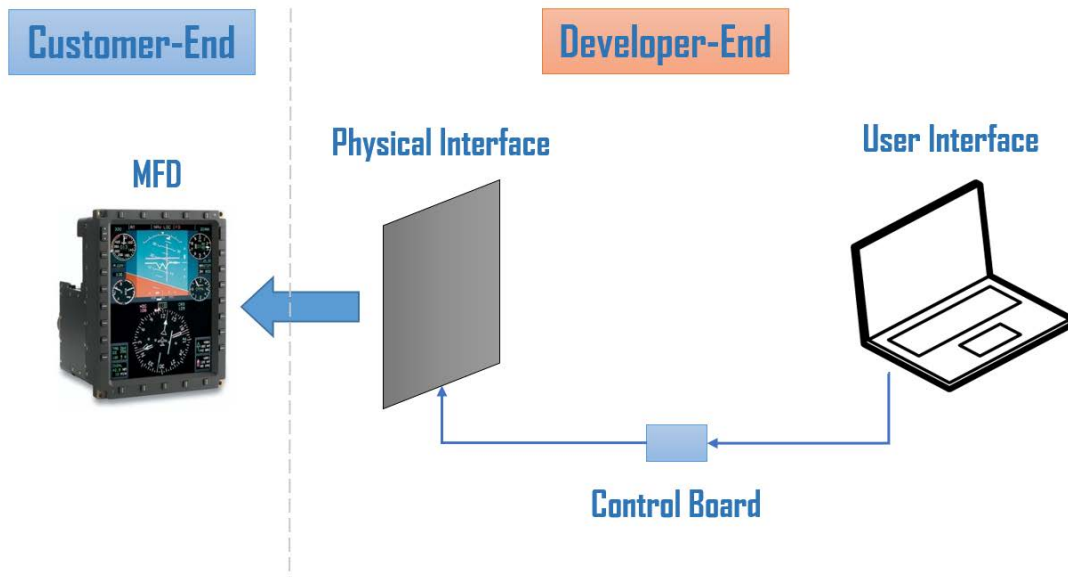 Customer-End
Developer-End
Physical Interface
User Interface
MFD
Control Board